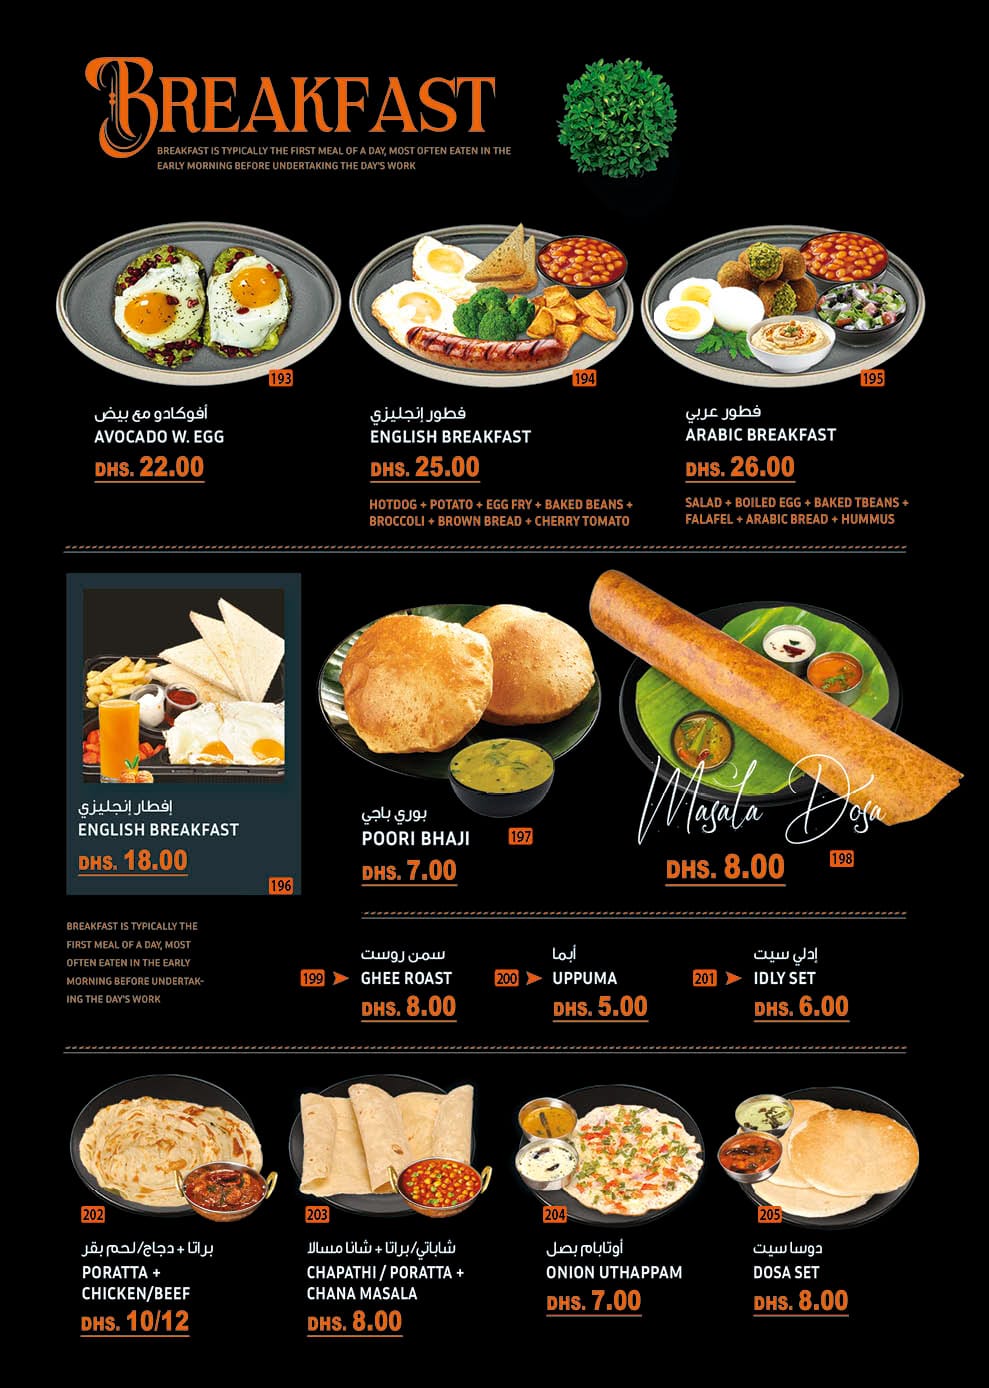 BREAKFAST
BREAKFAST IS TYPICALLY THE FIRST MEAL OF A DAY, MOST OFTEN EATEN IN THE
EARLY MORNING BEFORE UNDERTAKING THE DAY'S WORK
193
أفوكادو مع بيض
AVOCADO W. EGG
DHS. 22.00
194
فطور إنجليزي
ENGLISH BREAKFAST
DHS. 25.00
HOTDOG + POTATO + EGG FRY + BAKED BEANS +
BROCCOLI + BROWN BREAD + CHERRY TOMATO
195
فطور عربي
ARABIC BREAKFAST
DHS. 26.00
SALAD + BOILED EGG + BAKED TBEANS +
FALAFEL + ARABIC BREAD + HUMMUS
إفطار إنجليزي
ENGLISH BREAKFAST
DHS. 18.00
196
بوري باجي
POORI BHAJI
197
DHS. 7.00
Masala Dosa
198
DHS. 8.00
BREAKFAST IS TYPICALLY THE
FIRST MEAL OF A DAY, MOST
OFTEN EATEN IN THE EARLY
MORNING BEFORE UNDERTAK-
ING THE DAY'S WORK
199
سمن روست
GHEE ROAST
DHS. 8.00
200
أبما
UPPUMA
DHS. 5.00
201
إدلي سيت
IDLY SET
DHS. 6.00
202
براتا + دجاج/لحم بقر
PORATTA +
CHICKEN/BEEF
DHS. 10/12
203
شاباتي/براتا + شانا مسالا
CHAPATHI / PORATTA +
CHANA MASALA
DHS. 8.00
204
أوتابام بصل
ONION UTHAPPAM
DHS. 7.00
205
دوسا سيت
DOSA SET
DHS. 8.00